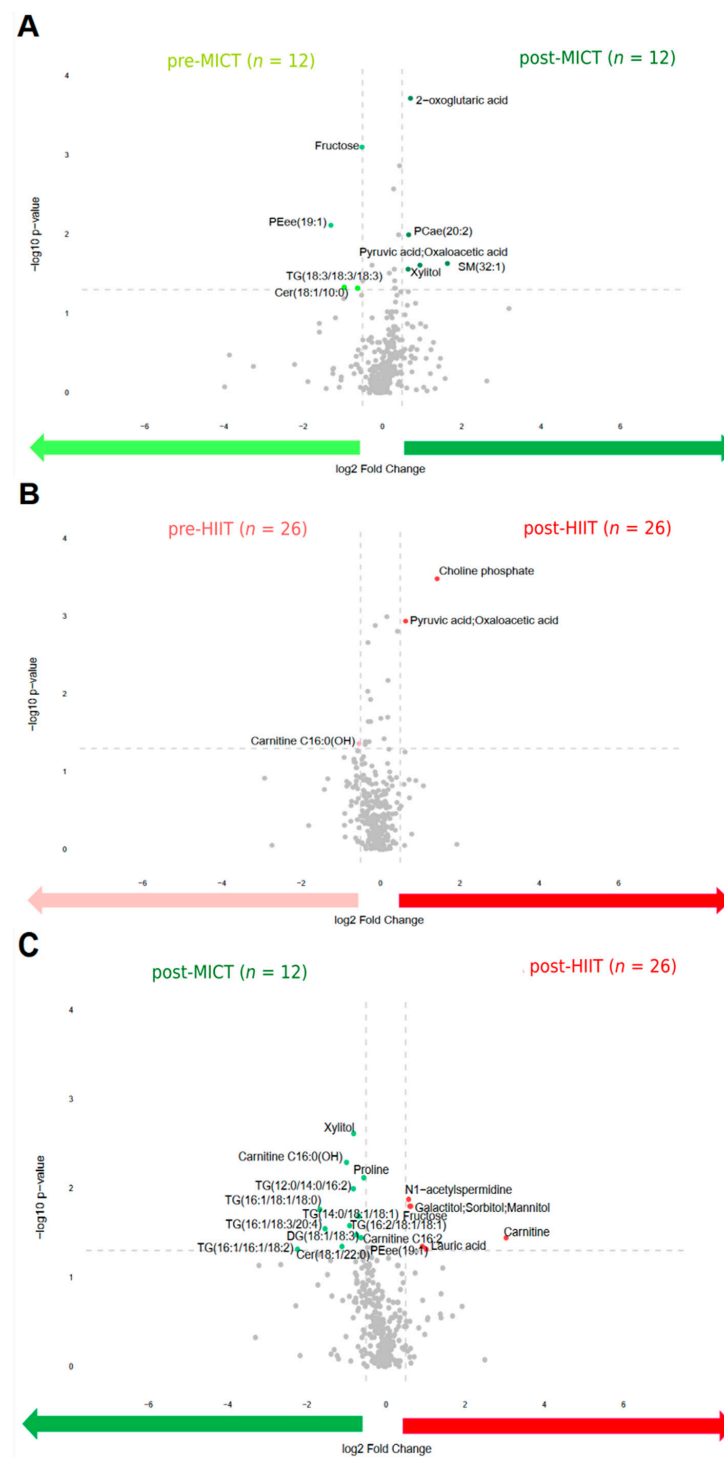 A
pre-MICT (n = 12)
post-MICT (n = 12)
4
2−oxoglutaric acid
Fructose
3
PEee(19:1)
2
PCae(20:2)
Pyruvic acid;Oxaloacetic acid
SM(32:1)
Xylitol
TG(18:3/18:3/18:3)
Cer(18:1/10:0)
1
0
−log10 p−value
−6 −4 −2 0 2 4 6
log2 Fold Change
B
pre-HIIT (n = 26)
post-HIIT (n = 26)
4
Choline phosphate
3
Pyruvic acid;Oxaloacetic acid
2
Carnitine C16:0(OH)
1
0
−log10 p−value
−6 −4 −2 0 2 4 6
log2 Fold Change
C
post-MICT (n = 12)
post-HIIT (n = 26)
4
3
Xylitol
Carnitine C16:0(OH)
Proline
TG(12:0/14:0/16:2)
2
N1−acetylspermidine
TG(16:1/18:1/18:0)
Galactitol;Sorbitol;Mannitol
TG(14:0/18:1/18:1)
Fructose
TG(16:1/18:3/20:4)
TG(16:2/18:1/18:1)
Carnitine
DG(18:1/18:3)
Carnitine C16:2
Lauric acid
TG(16:1/16:1/18:2)
PEee(19:1)
Cer(18:1/22:0)
1
0
−log10 p−value
−6 −4 −2 0 2 4 6
log2 Fold Change